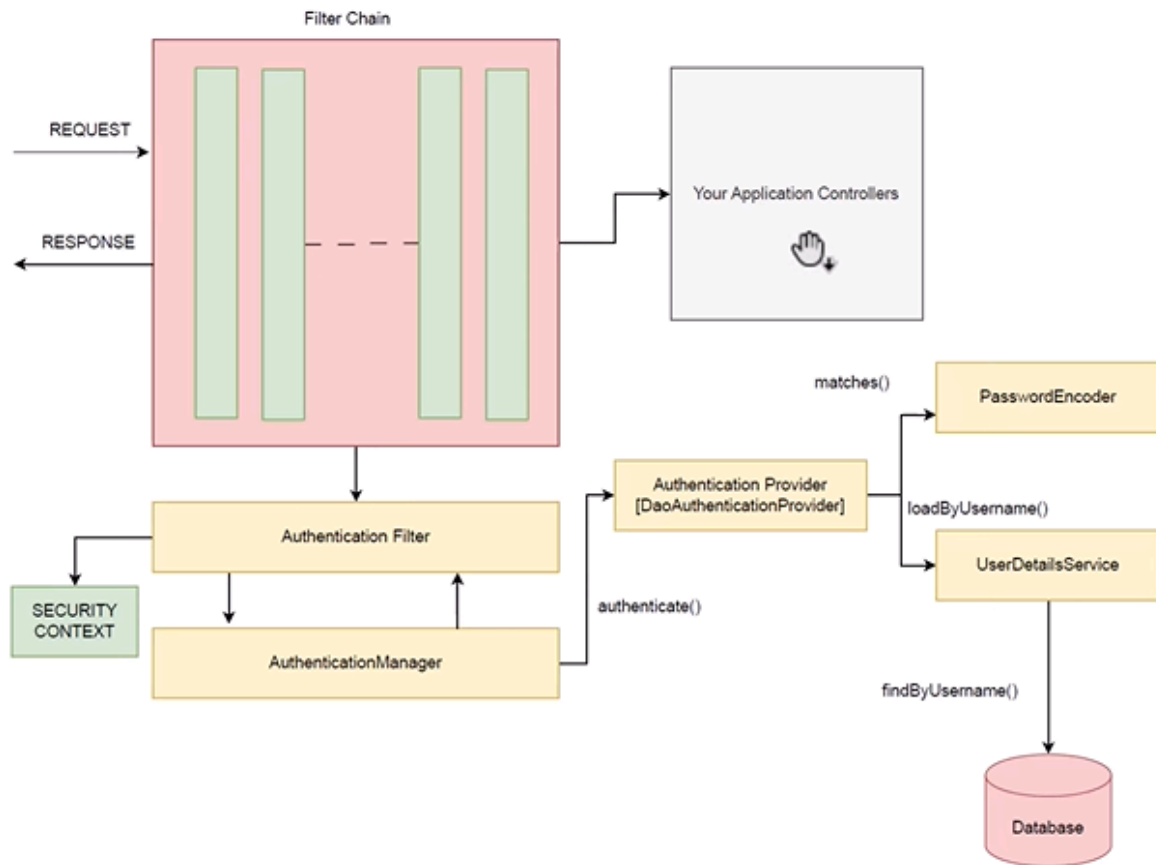 Filter Chain
REQUEST
RESPONSE
Your Application Controllers
matches()
PasswordEncoder
Authentication Provider
[DaoAuthenticationProvider]
loadByUsername()
Authentication Filter
UserDetailsService
SECURITY
CONTEXT
authenticate()
AuthenticationManager
findByUsername()
Database